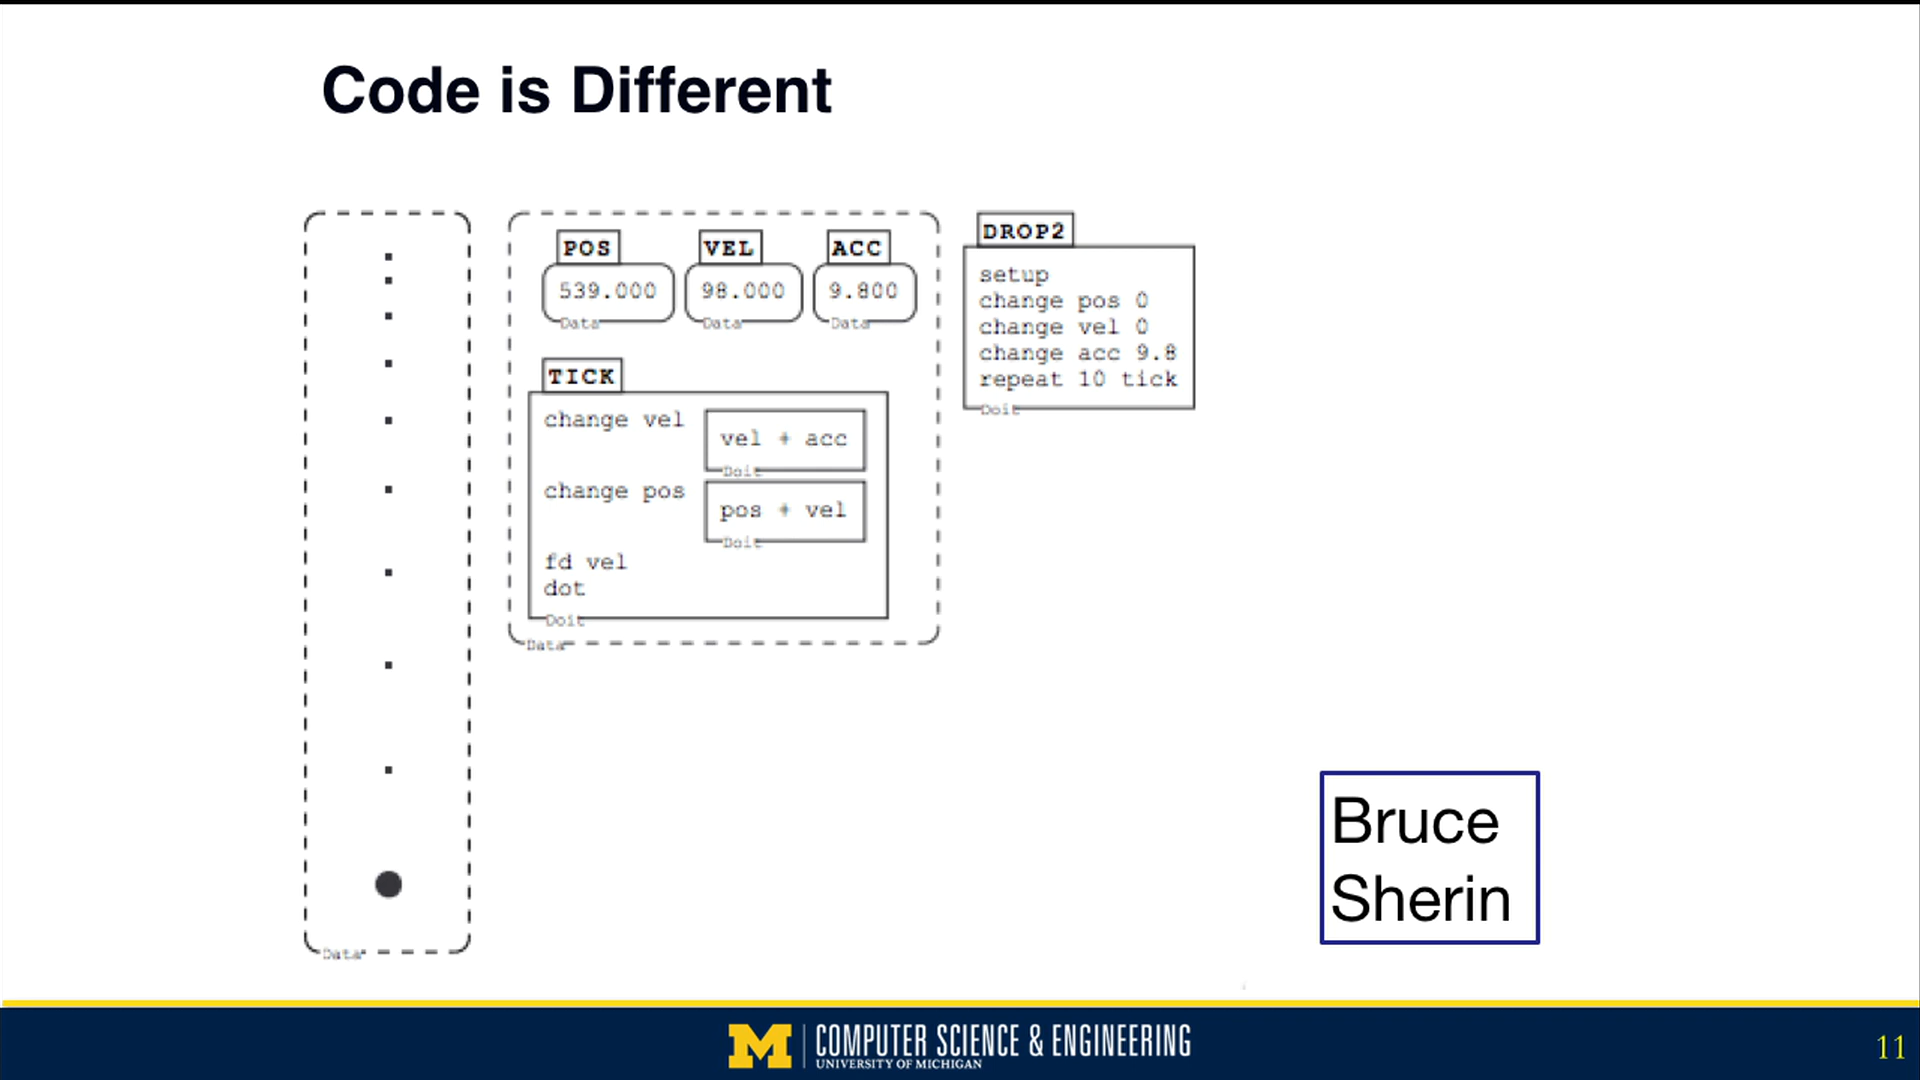 Code is Different
POS
VEL
ACC
539.000
98.000
9.800
Data
Data
Data
TICK
change vel
vel + acc
Doit
change pos
pos + vel
Doit
fd vel
dot
Doit
Data
DROP2
setup
change pos 0
change vel 0
change acc 9.8
repeat 10 tick
Doit
Data
Bruce
Sherin
M
COMPUTER SCIENCE & ENGINEERING
UNIVERSITY OF MICHIGAN
11